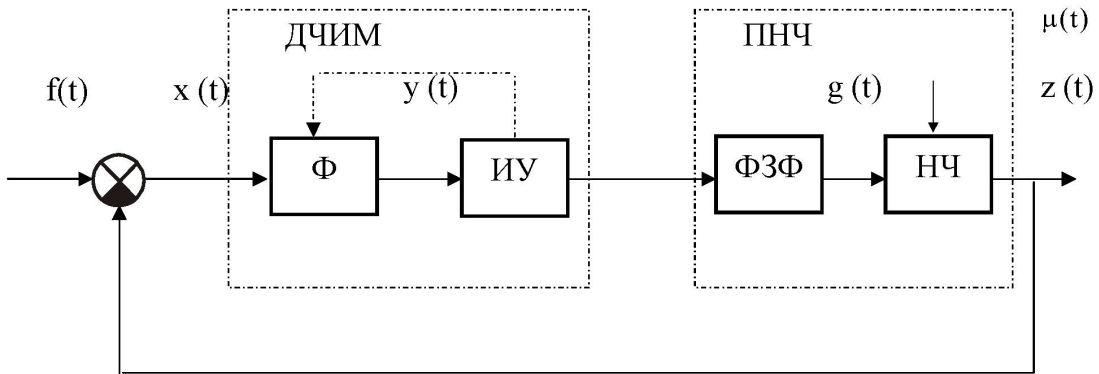 ДЧИМ
ПНЧ
μ(t)
f(t)
x (t)
y (t)
g (t)
z (t)
Ф
ИУ
ФЗФ
НЧ